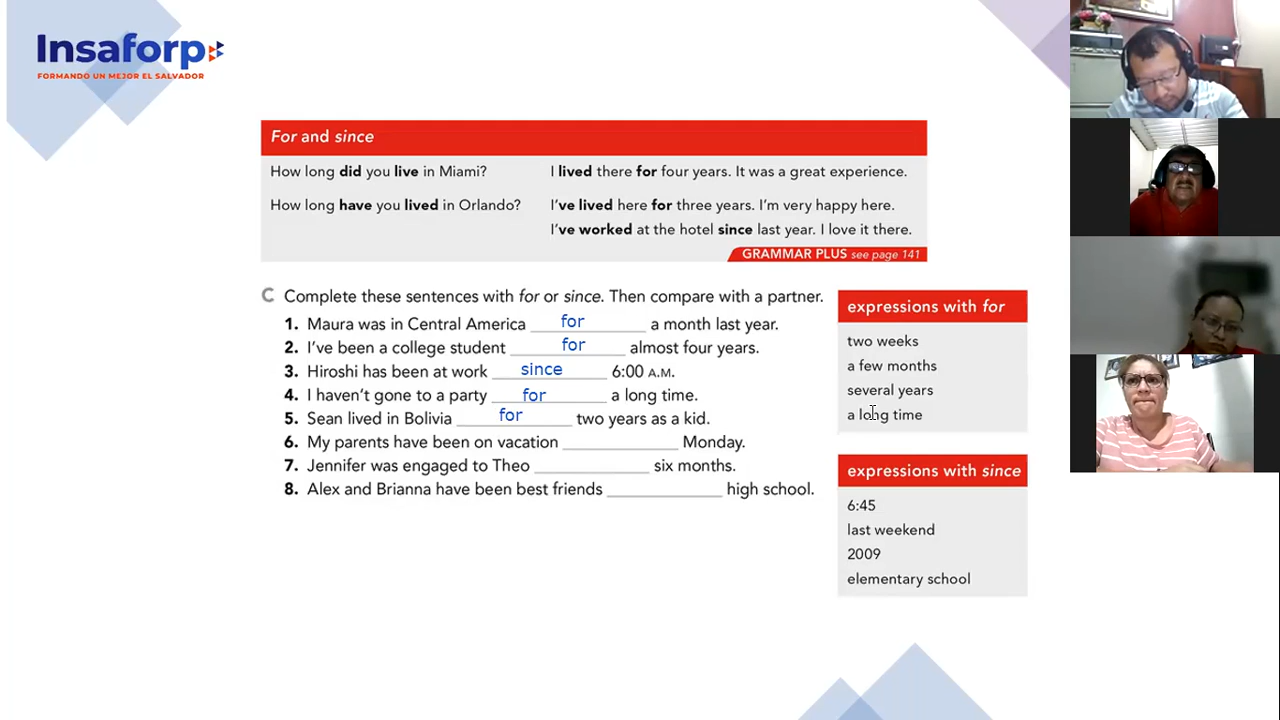 Insaforp
FORMANDO UN MEJOR EL SALVADOR
For and since
How long did you live in Miami? I lived there for four years. It was a great experience.
How long have you lived in Orlando? I've lived here for three years. I'm very happy here.
I've worked at the hotel since last year. I love it there.
GRAMMAR PLUS see page 141
C Complete these sentences with for or since. Then compare with a partner.
1. Maura was in Central America for a month last year.
2. I've been a college student for almost four years.
3. Hiroshi has been at work since 6:00 A.M.
4. I haven't gone to a party for a long time.
5. Sean lived in Bolivia for two years as a kid.
6. My parents have been on vacation ____________ Monday.
7. Jennifer was engaged to Theo ____________ six months.
8. Alex and Brianna have been best friends ____________ high school.
expressions with for
two weeks
a few months
several years
a long time
expressions with since
6:45
last weekend
2009
elementary school